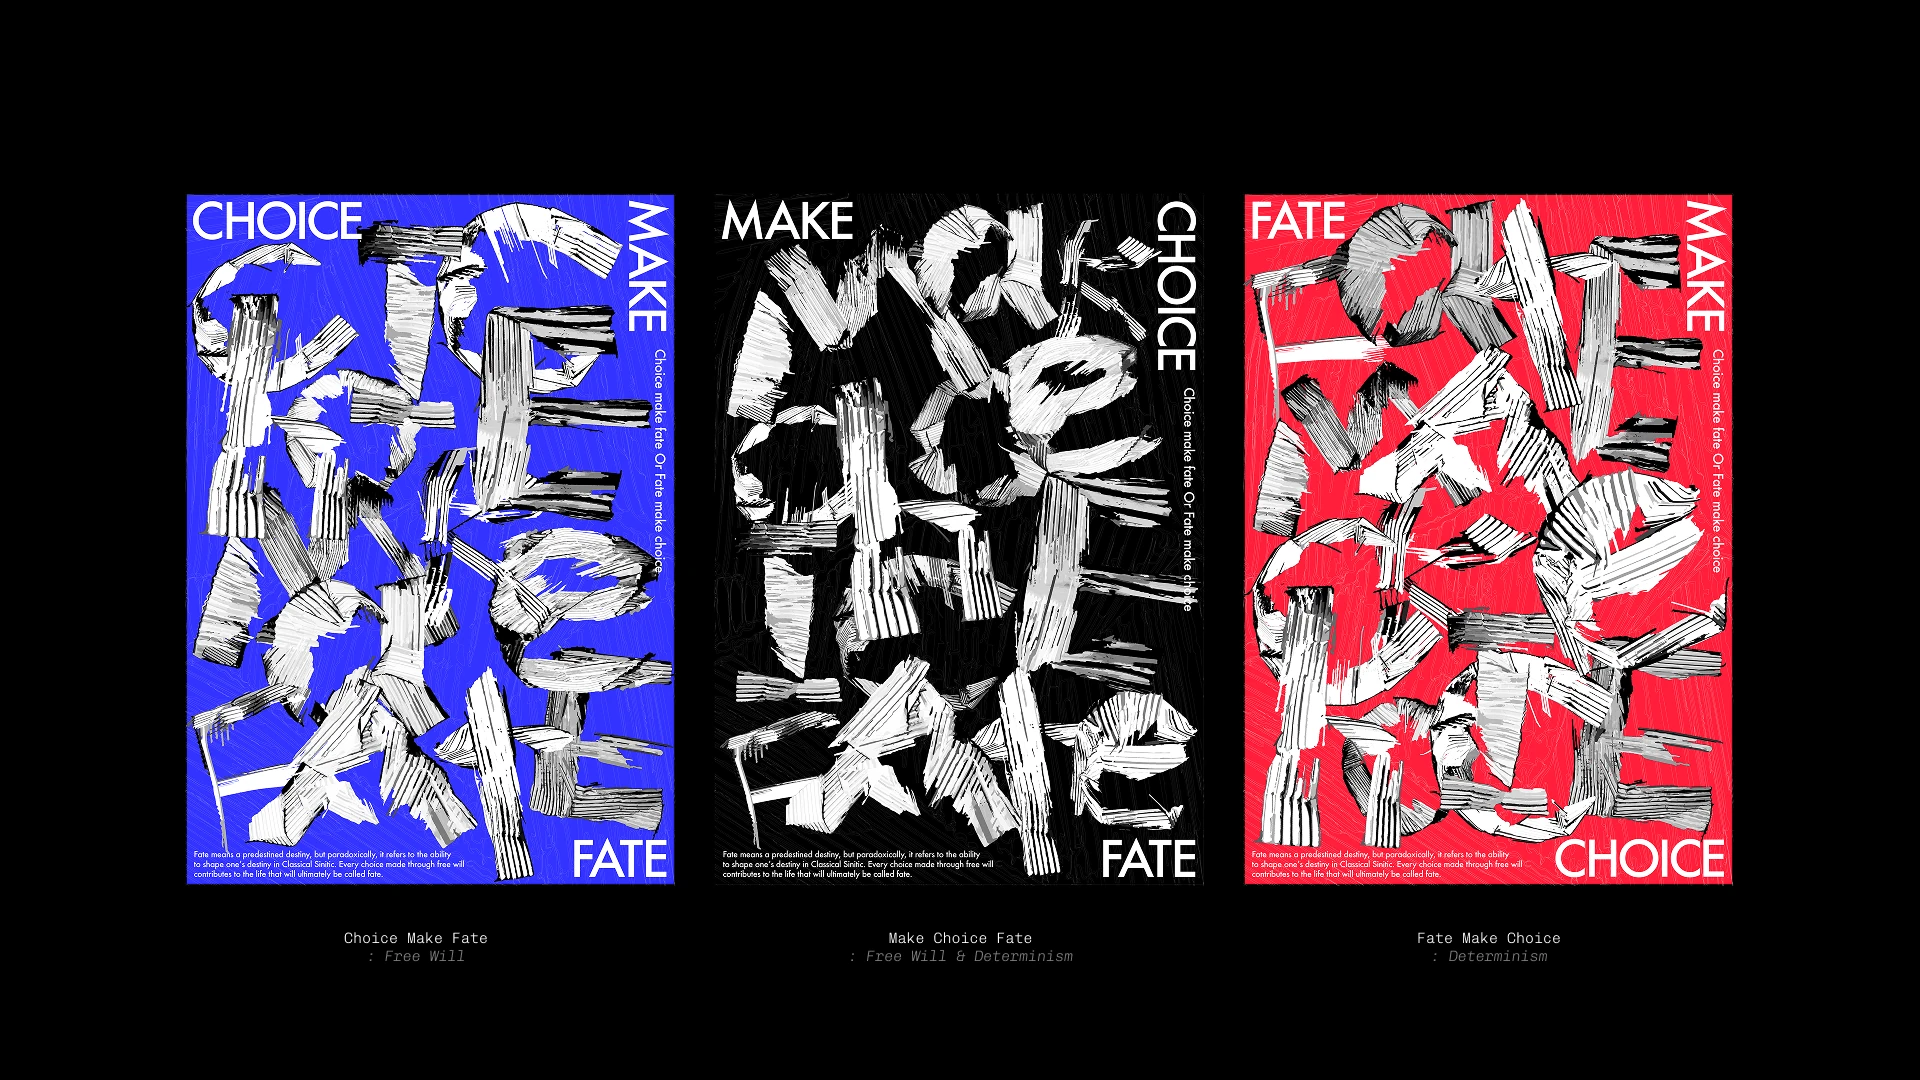 CHOICE
MAKE
Choice make fate Or Fate make choice
Fate means a predestined destiny, but paradoxically, it refers to the ability
to shape one's destiny in Classical Sinitic. Every choice made through free will
contributes to the life that will ultimately be called fate.
FATE
Choice Make Fate
: Free Will
MAKE
CHOICE
Choice make fate Or Fate make choice
Fate means a predestined destiny, but paradoxically, it refers to the ability
to shape one's destiny in Classical Sinitic. Every choice made through free will
contributes to the life that will ultimately be called fate.
FATE
Make Choice Fate
: Free Will & Determinism
FATE
MAKE
Choice make fate Or Fate make choice
Fate means a predestined destiny, but paradoxically, it refers to the ability
to shape one's destiny in Classical Sinitic. Every choice made through free will
contributes to the life that will ultimately be called fate.
CHOICE
Fate Make Choice
: Determinism